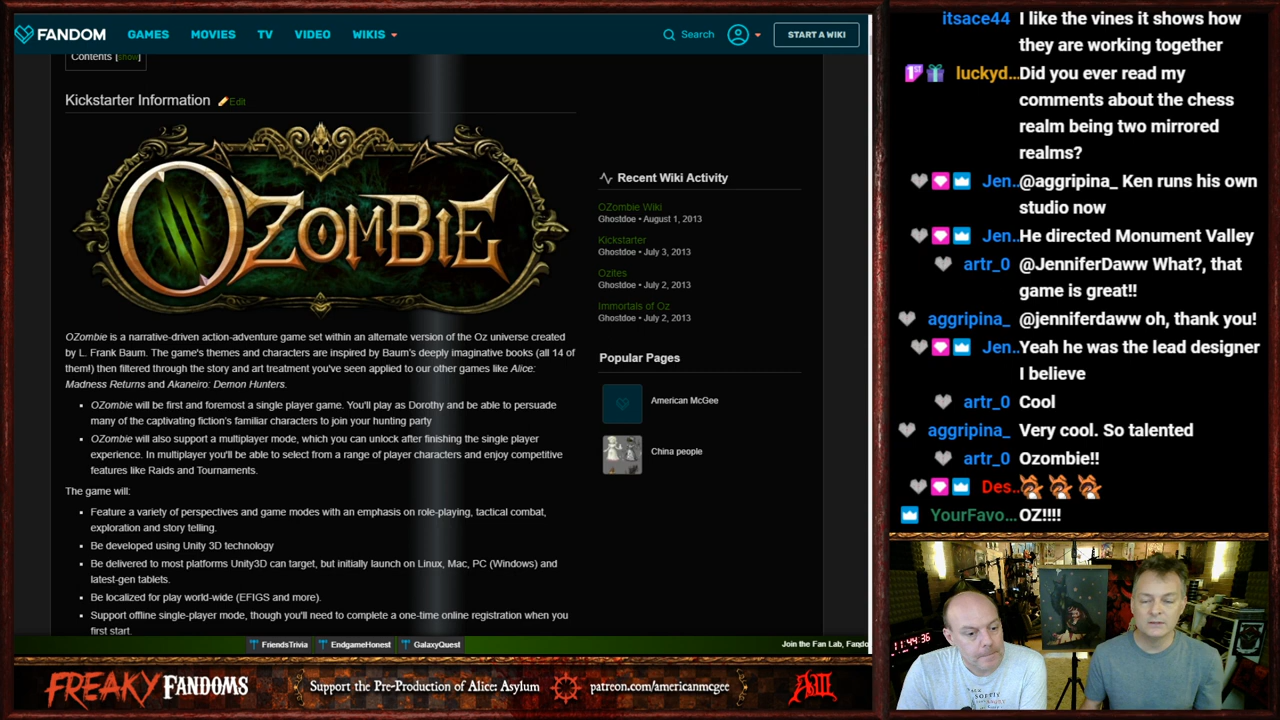 FANDOM GAMES MOVIES TV VIDEO WIKIS Search START A WIKI
Contents [show]
Kickstarter Information Edit
OZOMBIE
OZombie is a narrative-driven action-adventure game set within an alternate version of the Oz universe created
by L. Frank Baum. The game's themes and characters are inspired by Baum's deeply imaginative books (all 14 of
them!) then filtered through the story and art treatment you've seen applied to our other games like Alice:
Madness Returns and Akaneiro: Demon Hunters.
OZombie will be first and foremost a single player game. You'll play as Dorothy and be able to persuade
many of the captivating fiction's familiar characters to join your hunting party
OZombie will also support a multiplayer mode, which you can unlock after finishing the single player
experience. In multiplayer you'll be able to select from a range of player characters and enjoy competitive
features like Raids and Tournaments.
The game will:
Feature a variety of perspectives and game modes with an emphasis on role-playing, tactical combat,
exploration and story telling.
Be developed using Unity 3D technology
Be delivered to most platforms Unity3D can target, but initially launch on Linux, Mac, PC (Windows) and
latest-gen tablets.
Be localized for play world-wide (EFIGS and more).
Support offline single-player mode, though you'll need to complete a one-time online registration when you
first start.
Recent Wiki Activity
OZombie Wiki
Ghostdoe • August 1, 2013
Kickstarter
Ghostdoe • July 3, 2013
Ozites
Ghostdoe • July 2, 2013
Immortals of Oz
Ghostdoe • July 2, 2013
Popular Pages
American McGee
China people
FriendsTrivia EndgameHonest GalaxyQuest Join the Fan Lab, Fando
FREAKY FANDOMS Support the Pre-Production of Alice: Asylum patreon.com/americanmcgee
itsace44 I like the vines it shows how
they are working together
1ST luckyd... Did you ever read my
comments about the chess
realm being two mirrored
realms?
Jen.. @aggripina_ Ken runs his own
studio now
Jen.. He directed Monument Valley
artr_0 @JenniferDaww What?, that
game is great!!
aggripina_ @jenniferdaww oh, thank you!
Jen.. Yeah he was the lead designer
I believe
artr_0 Cool
aggripina_ Very cool. So talented
artr_0 Ozombie!!
Des..
YourFavo... OZ!!!!
11:44:36